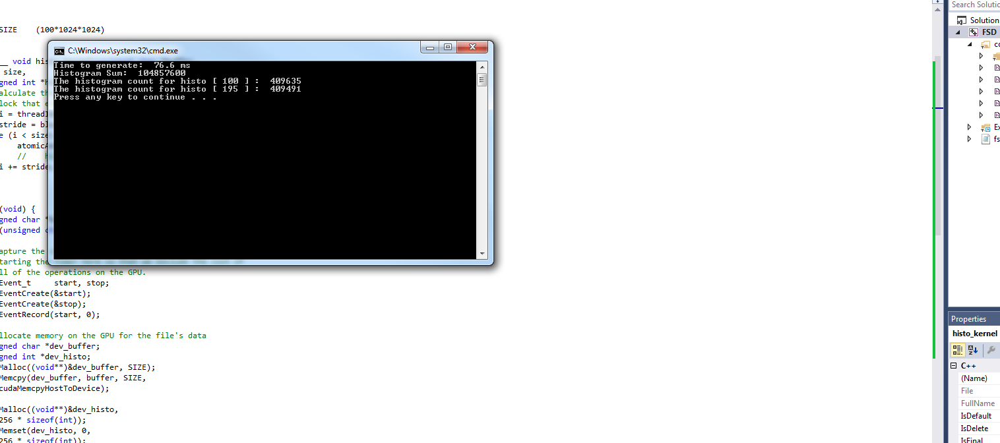 SIZE    (100*1024*1024)
C:\Windows\system32\cmd.exe
Time to generate:  76.6 ms
Histogram Sum:  104857600
The histogram count for histo [ 100 ] :  409635
The histogram count for histo [ 195 ] :  409491
Press any key to continue . . .
__ void his
size,
gned int *
alculate th
lock that e
i = thread
stride = bl
e (i < size
atomic
//
i += stride
(void) {
gned char *
(unsigned c
apture the
tarting the
ll of the operations on the GPU.
Event_t     start, stop;
EventCreate(&start);
EventCreate(&stop);
EventRecord(start, 0);
llocate memory on the GPU for the file's data
gned char *dev_buffer;
gned int *dev_histo;
Malloc((void**)&dev_buffer, SIZE);
Memcpy(dev_buffer, buffer, SIZE,
cudaMemcpyHostToDevice);
Malloc((void**)&dev_histo,
256 * sizeof(int));
Memset(dev_histo, 0,
256 * sizeof(int));
Search Solutio
Solution
FSD
co
Ex
fs
Properties
histo_kernel
C++
(Name)
File
FullName
IsDefault
IsDelete
IsFinal